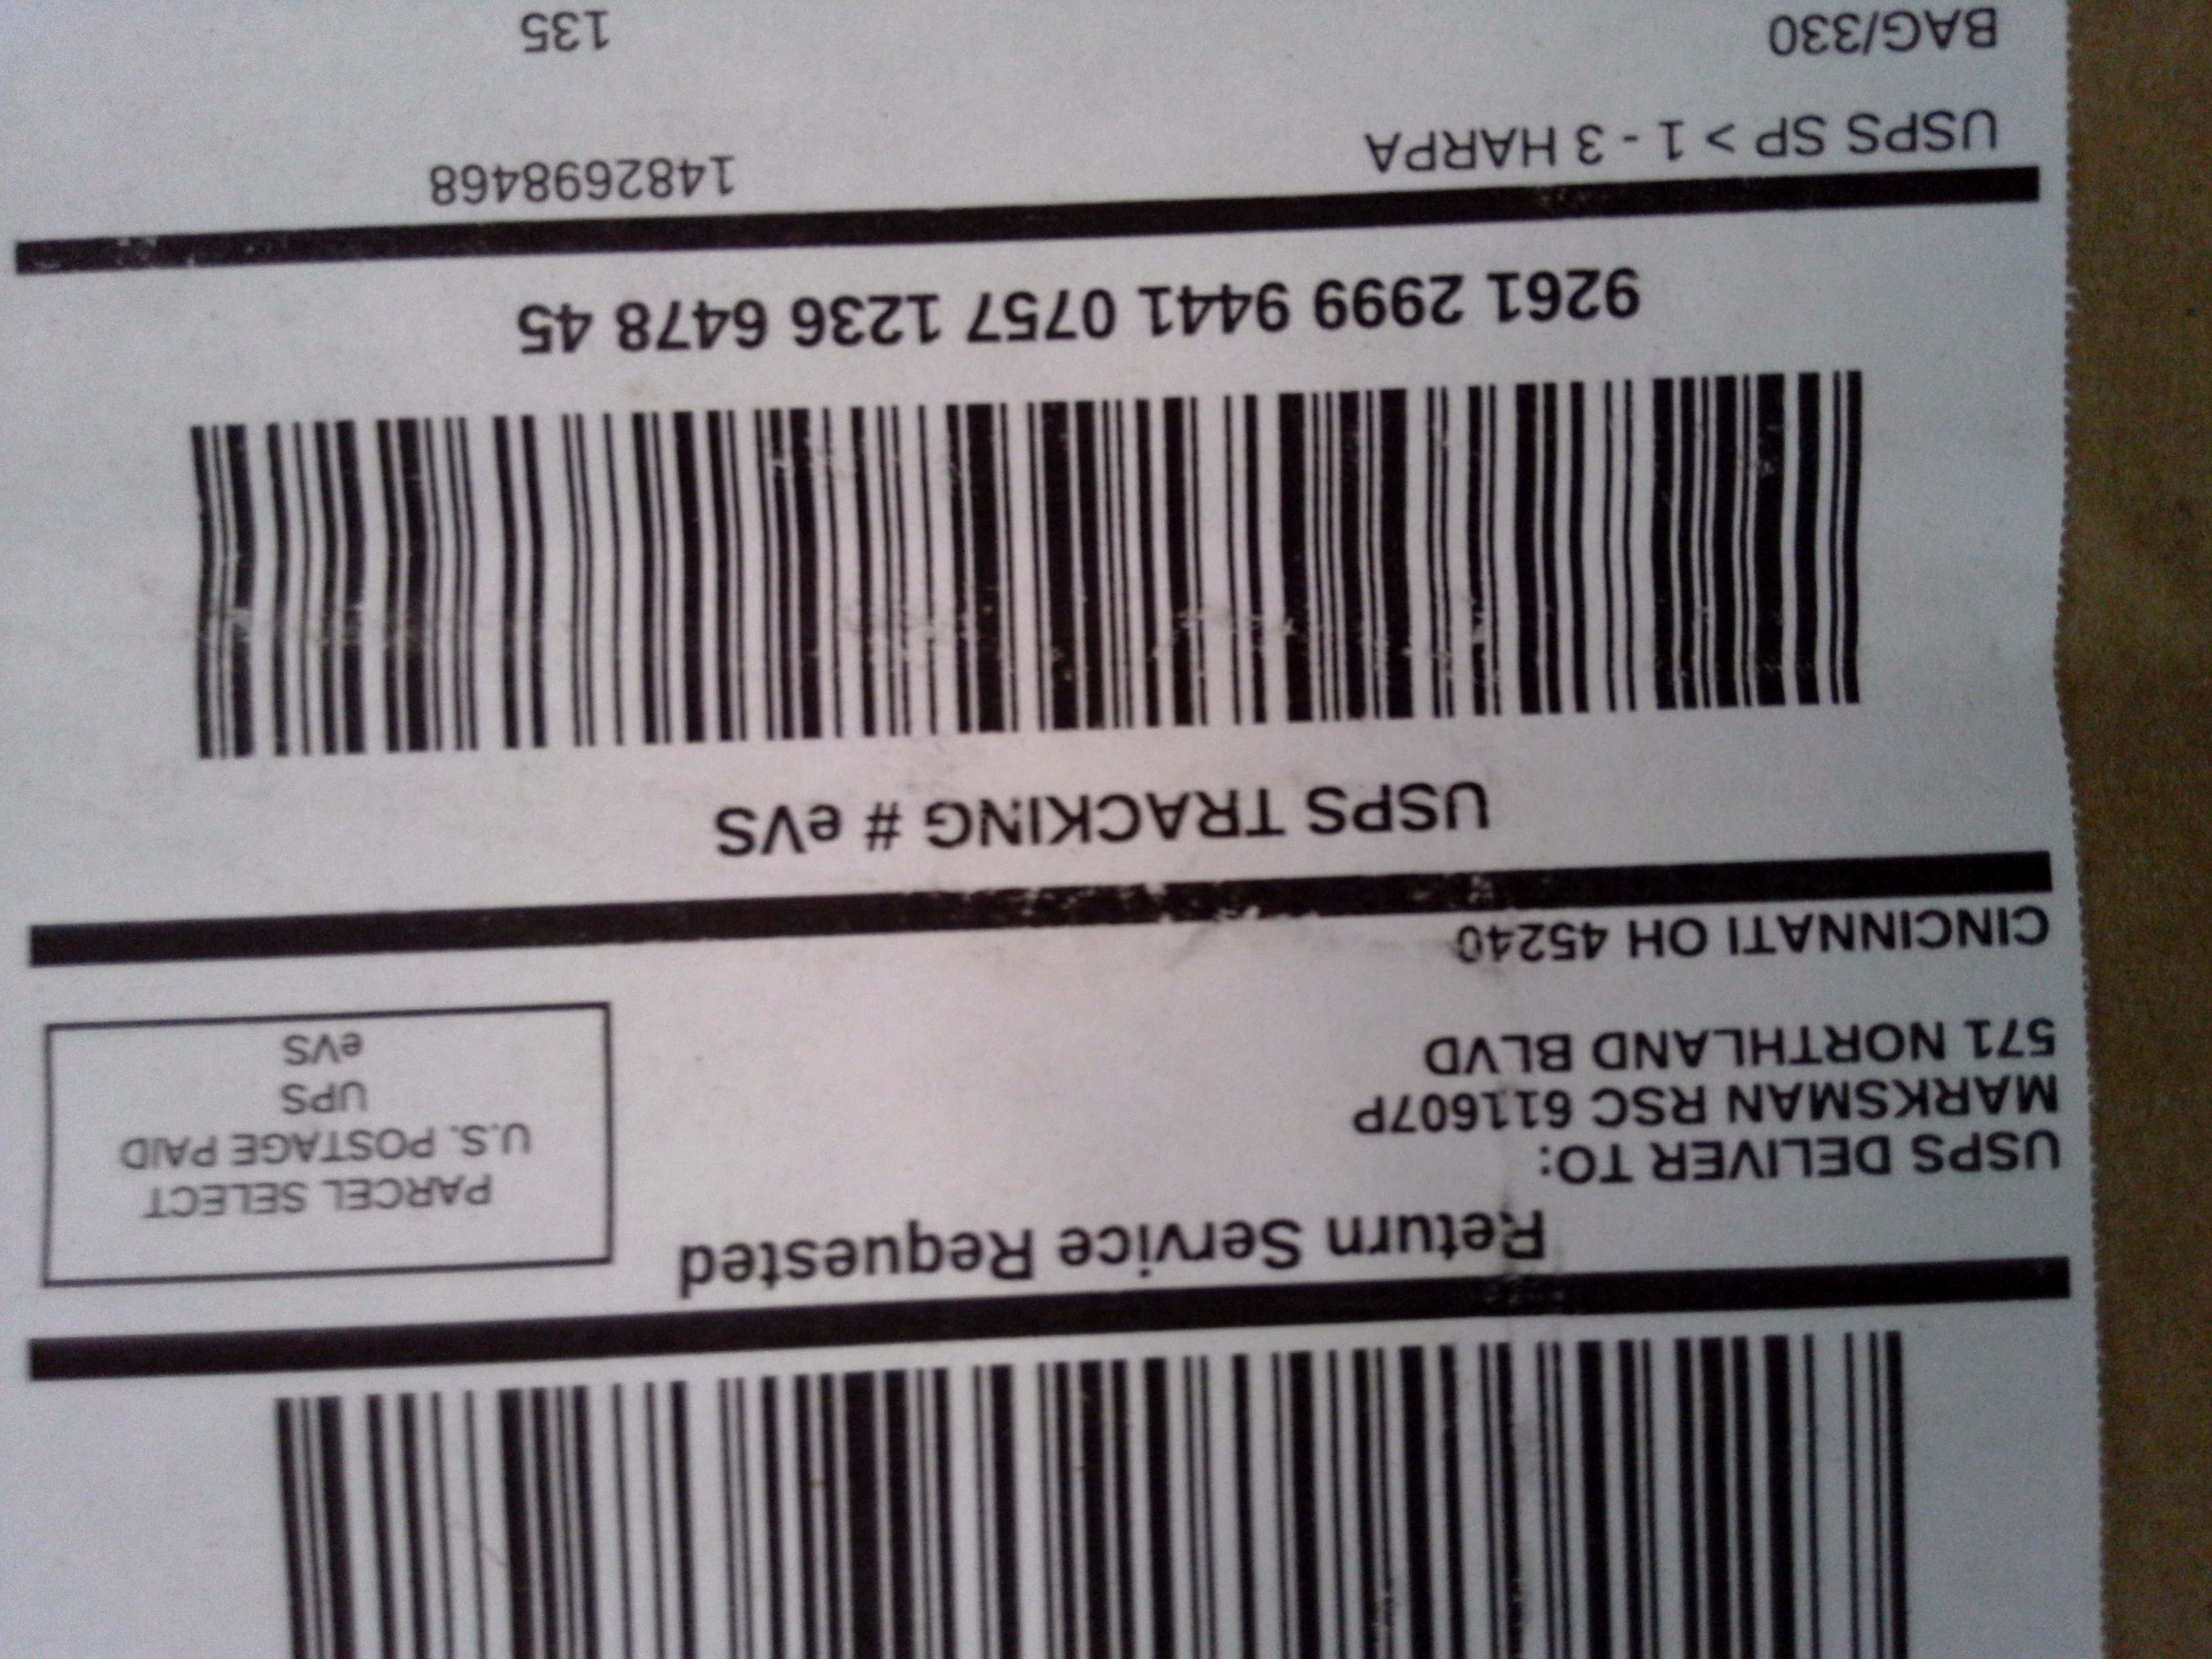 Return Service Requested
USPS DELIVER TO:
MARKSMAN RSC 611607P
571 NORTHLAND BLVD
CINCINNATI OH 45240
PARCEL SELECT
U.S. POSTAGE PAID
UPS
eVS
USPS TRACKING # eVS
9261 2999 9441 0757 1236 6478 45
USPS SP > 1 - 3 HARPA
1482698468
BAG/330
135